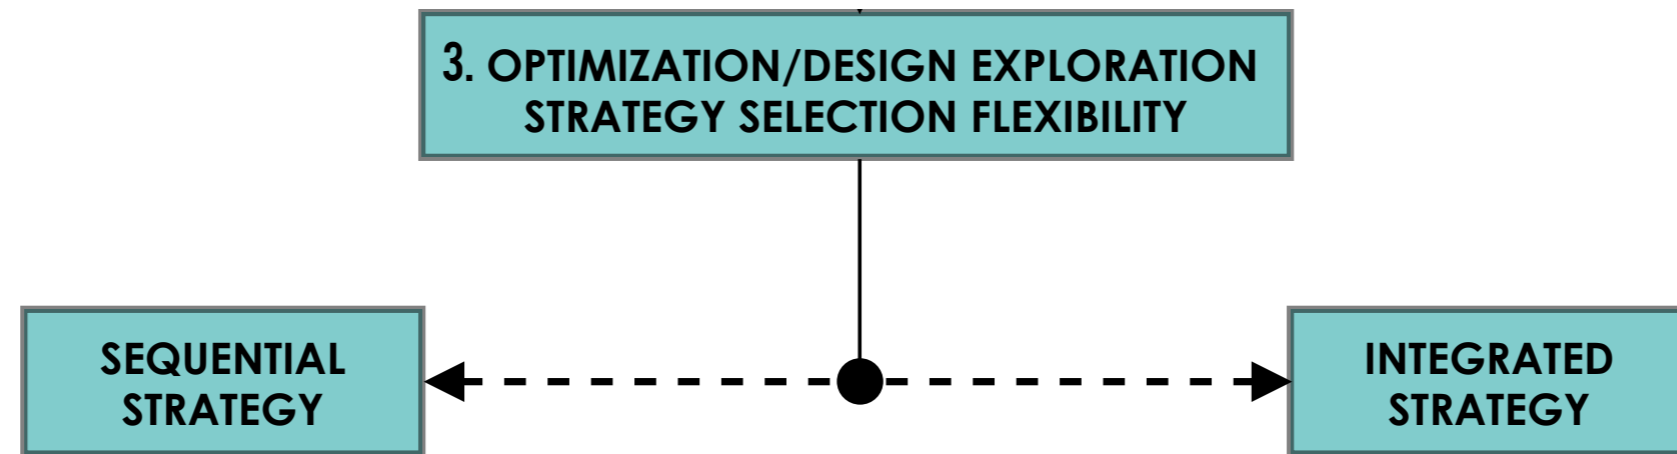 3. OPTIMIZATION/DESIGN EXPLORATION
STRATEGY SELECTION FLEXIBILITY
SEQUENTIAL
STRATEGY
INTEGRATED
STRATEGY